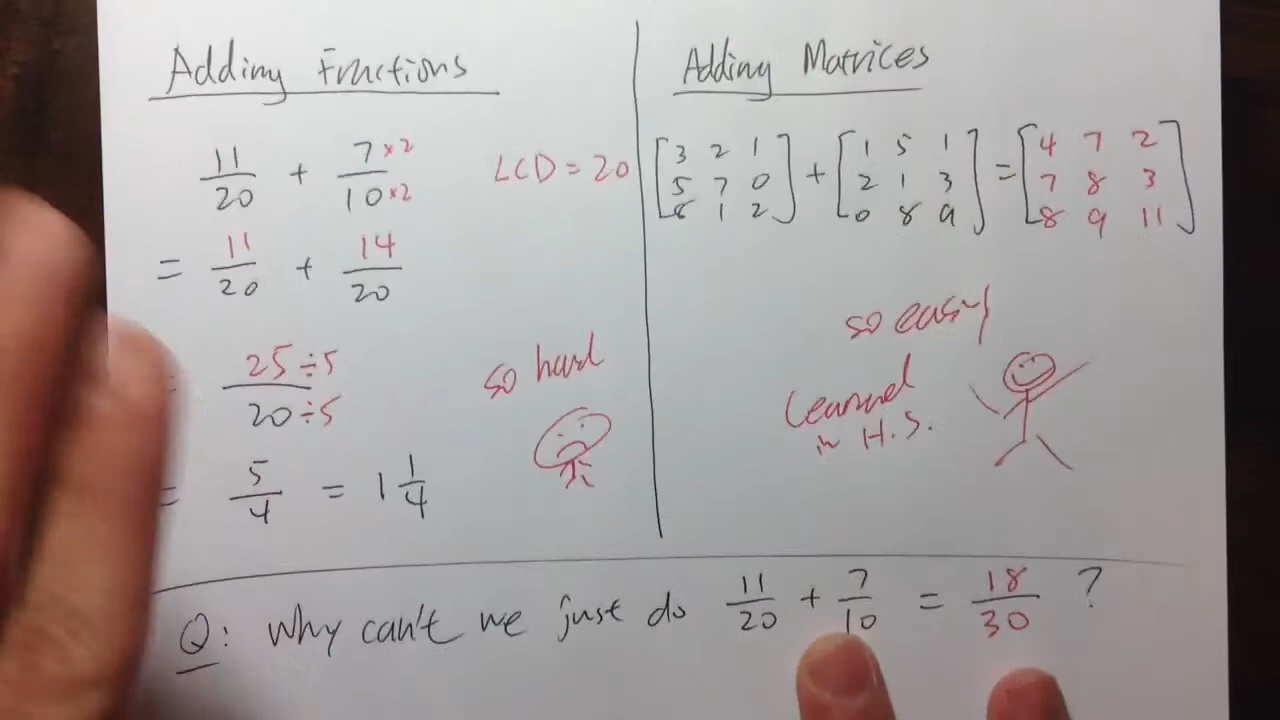 Adding Fractions
11/20 + 7×2/10×2 LCD = 20
= 11/20 + 14/20
= 25÷5/20÷5
so hard
= 5/4 = 1 1/4
Adding Matrices
[3 2 1; 5 7 0; 8 1 2] + [1 5 1; 2 1 3; 0 8 9] = [4 7 2; 7 8 3; 8 9 11]
so easy
Learned
in H.S.
Q: Why can't we just do 11/20 + 7/10 = 18/30 ?